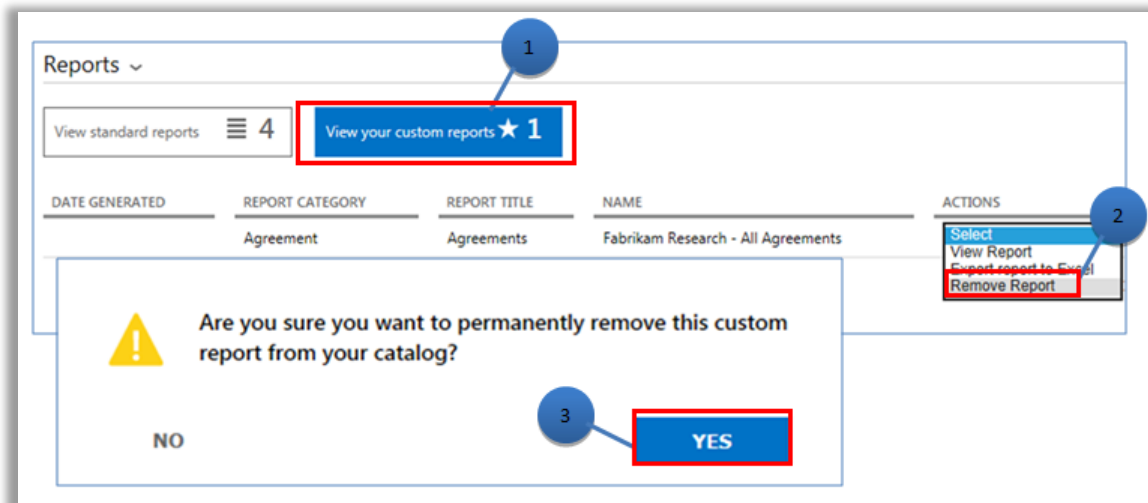 1
Reports
View standard reports 4
View your custom reports ★ 1
DATE GENERATED REPORT CATEGORY REPORT TITLE NAME ACTIONS
2
Agreement Agreements Fabrikam Research - All Agreements
Select
View Report
Export report to Excel
Remove Report
Are you sure you want to permanently remove this custom
report from your catalog?
3
NO YES